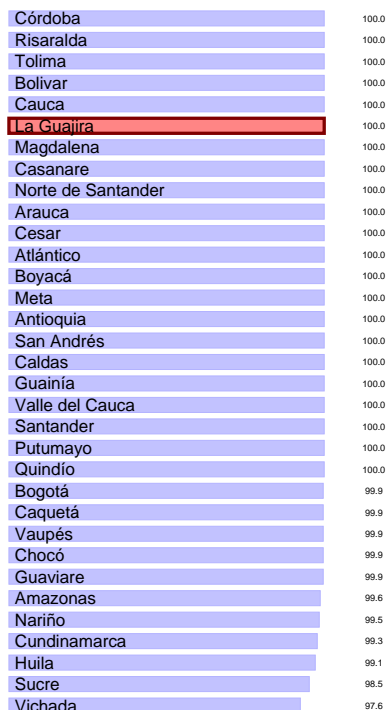 Córdoba 100.0
Risaralda 100.0
Tolima 100.0
Bolivar 100.0
Cauca 100.0
La Guajira 100.0
Magdalena 100.0
Casanare 100.0
Norte de Santander 100.0
Arauca 100.0
Cesar 100.0
Atlántico 100.0
Boyacá 100.0
Meta 100.0
Antioquia 100.0
San Andrés 100.0
Caldas 100.0
Guainía 100.0
Valle del Cauca 100.0
Santander 100.0
Putumayo 100.0
Quindío 100.0
Bogotá 99.9
Caquetá 99.9
Vaupés 99.9
Chocó 99.9
Guaviare 99.9
Amazonas 99.6
Nariño 99.5
Cundinamarca 99.3
Huila 99.1
Sucre 98.5
Vichada 97.6